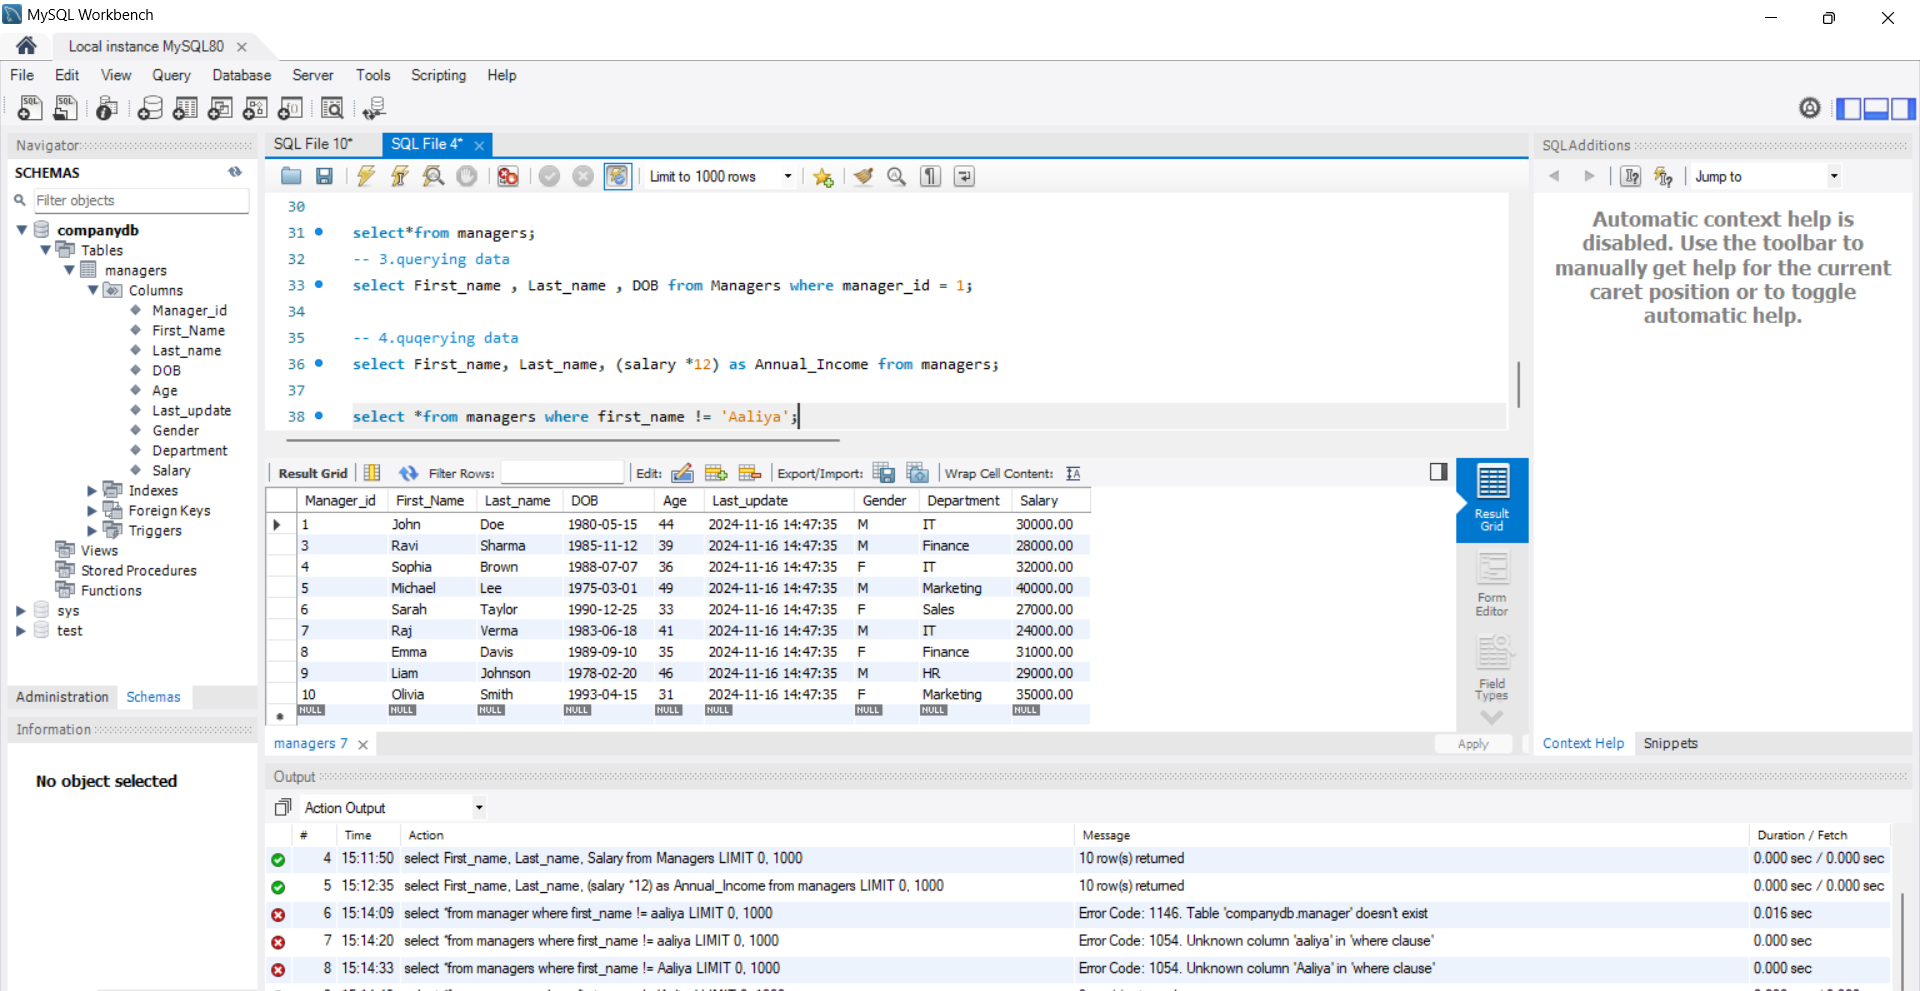 MySQL Workbench
Local instance MySQL80
File Edit View Query Database Server Tools Scripting Help
Navigator
SCHEMAS
Filter objects
companydb
Tables
managers
Columns
Manager_id
First_Name
Last_name
DOB
Age
Last_update
Gender
Department
Salary
Indexes
Foreign Keys
Triggers
Views
Stored Procedures
Functions
sys
test
Administration Schemas
Information
No object selected
SQL File 10* SQL File 4*
Limit to 1000 rows
30
31 select*from managers;
32 -- 3.querying data
33 select First_name , Last_name , DOB from Managers where manager_id = 1;
34
35 -- 4.quqerying data
36 select First_name, Last_name, (salary *12) as Annual_Income from managers;
37
38 select *from managers where first_name != 'Aaliya';
Result Grid Filter Rows: Edit: Export/Import: Wrap Cell Content:
Manager_id First_Name Last_name DOB Age Last_update Gender Department Salary
1 John Doe 1980-05-15 44 2024-11-16 14:47:35 M IT 30000.00
3 Ravi Sharma 1985-11-12 39 2024-11-16 14:47:35 M Finance 28000.00
4 Sophia Brown 1988-07-07 36 2024-11-16 14:47:35 F IT 32000.00
5 Michael Lee 1975-03-01 49 2024-11-16 14:47:35 M Marketing 40000.00
6 Sarah Taylor 1990-12-25 33 2024-11-16 14:47:35 F Sales 27000.00
7 Raj Verma 1983-06-18 41 2024-11-16 14:47:35 M IT 24000.00
8 Emma Davis 1989-09-10 35 2024-11-16 14:47:35 F Finance 31000.00
9 Liam Johnson 1978-02-20 46 2024-11-16 14:47:35 M HR 29000.00
10 Olivia Smith 1993-04-15 31 2024-11-16 14:47:35 F Marketing 35000.00
NULL NULL NULL NULL NULL NULL NULL NULL NULL
Result
Grid
Form
Editor
Field
Types
managers 7
Apply
SQLAdditions
Jump to
Automatic context help is
disabled. Use the toolbar to
manually get help for the current
caret position or to toggle
automatic help.
Context Help Snippets
Output
Action Output
# Time Action Message Duration / Fetch
4 15:11:50 select First_name, Last_name, Salary from Managers LIMIT 0, 1000 10 row(s) returned 0.000 sec / 0.000 sec
5 15:12:35 select First_name, Last_name, (salary *12) as Annual_Income from managers LIMIT 0, 1000 10 row(s) returned 0.000 sec / 0.000 sec
6 15:14:09 select *from manager where first_name != aaliya LIMIT 0, 1000 Error Code: 1146. Table 'companydb.manager' doesn't exist 0.016 sec
7 15:14:20 select *from managers where first_name != aaliya LIMIT 0, 1000 Error Code: 1054. Unknown column 'aaliya' in 'where clause' 0.000 sec
8 15:14:33 select *from managers where first_name != Aaliya LIMIT 0, 1000 Error Code: 1054. Unknown column 'Aaliya' in 'where clause' 0.000 sec